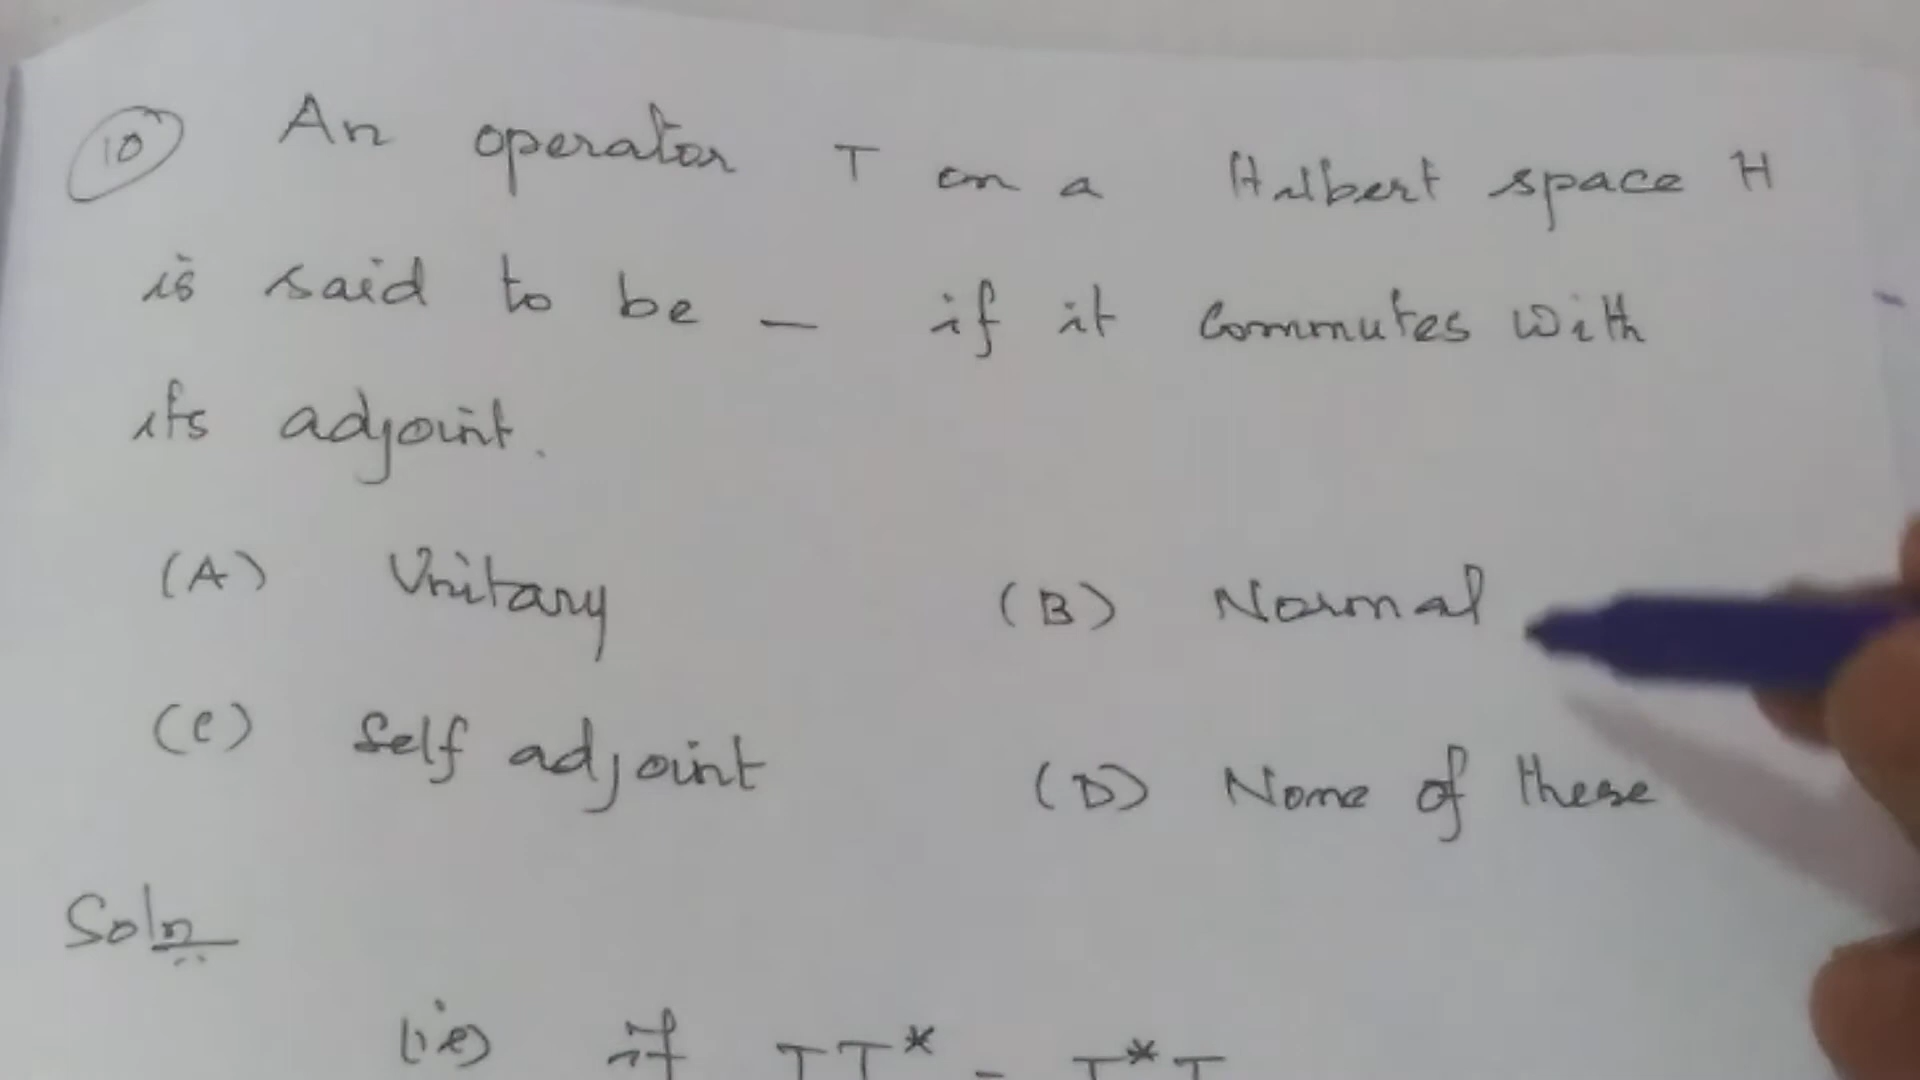 10 An operator T on a Hilbert space H
is said to be — if it commutes with
its adjoint.
(A) Unitary (B) Normal
(C) Self adjoint (D) None of these
Soln
(ie) if TT* = T*T